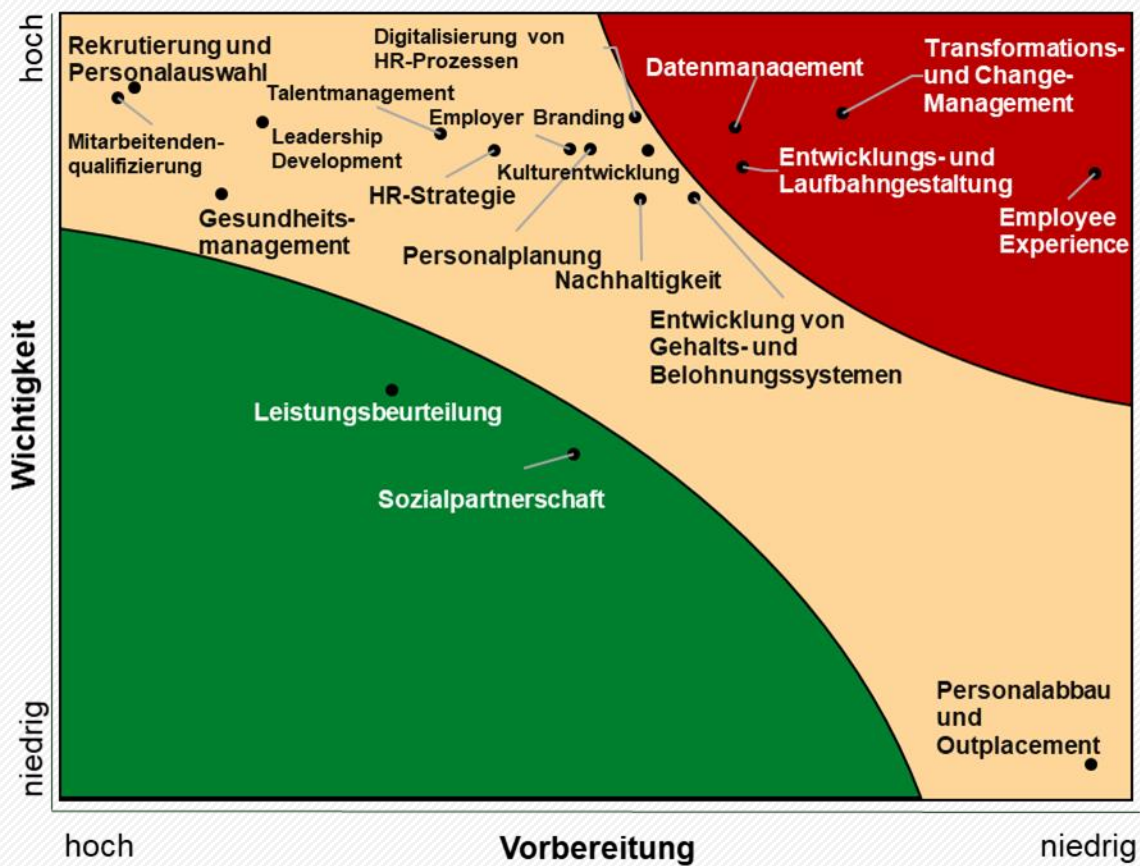 hoch
Wichtigkeit
niedrig
Rekrutierung und
Personalauswahl
Mitarbeitenden-
qualifizierung
Digitalisierung von
HR-Prozessen
Talentmanagement
Employer Branding
Leadership
Development
Kulturentwicklung
HR-Strategie
Gesundheits-
management
Personalplanung
Nachhaltigkeit
Entwicklung von
Gehalts- und
Belohnungssystemen
Datenmanagement
Transformations-
und Change-
Management
Entwicklungs- und
Laufbahngestaltung
Employee
Experience
Leistungsbeurteilung
Sozialpartnerschaft
Personalabbau
und
Outplacement
hoch
Vorbereitung
niedrig